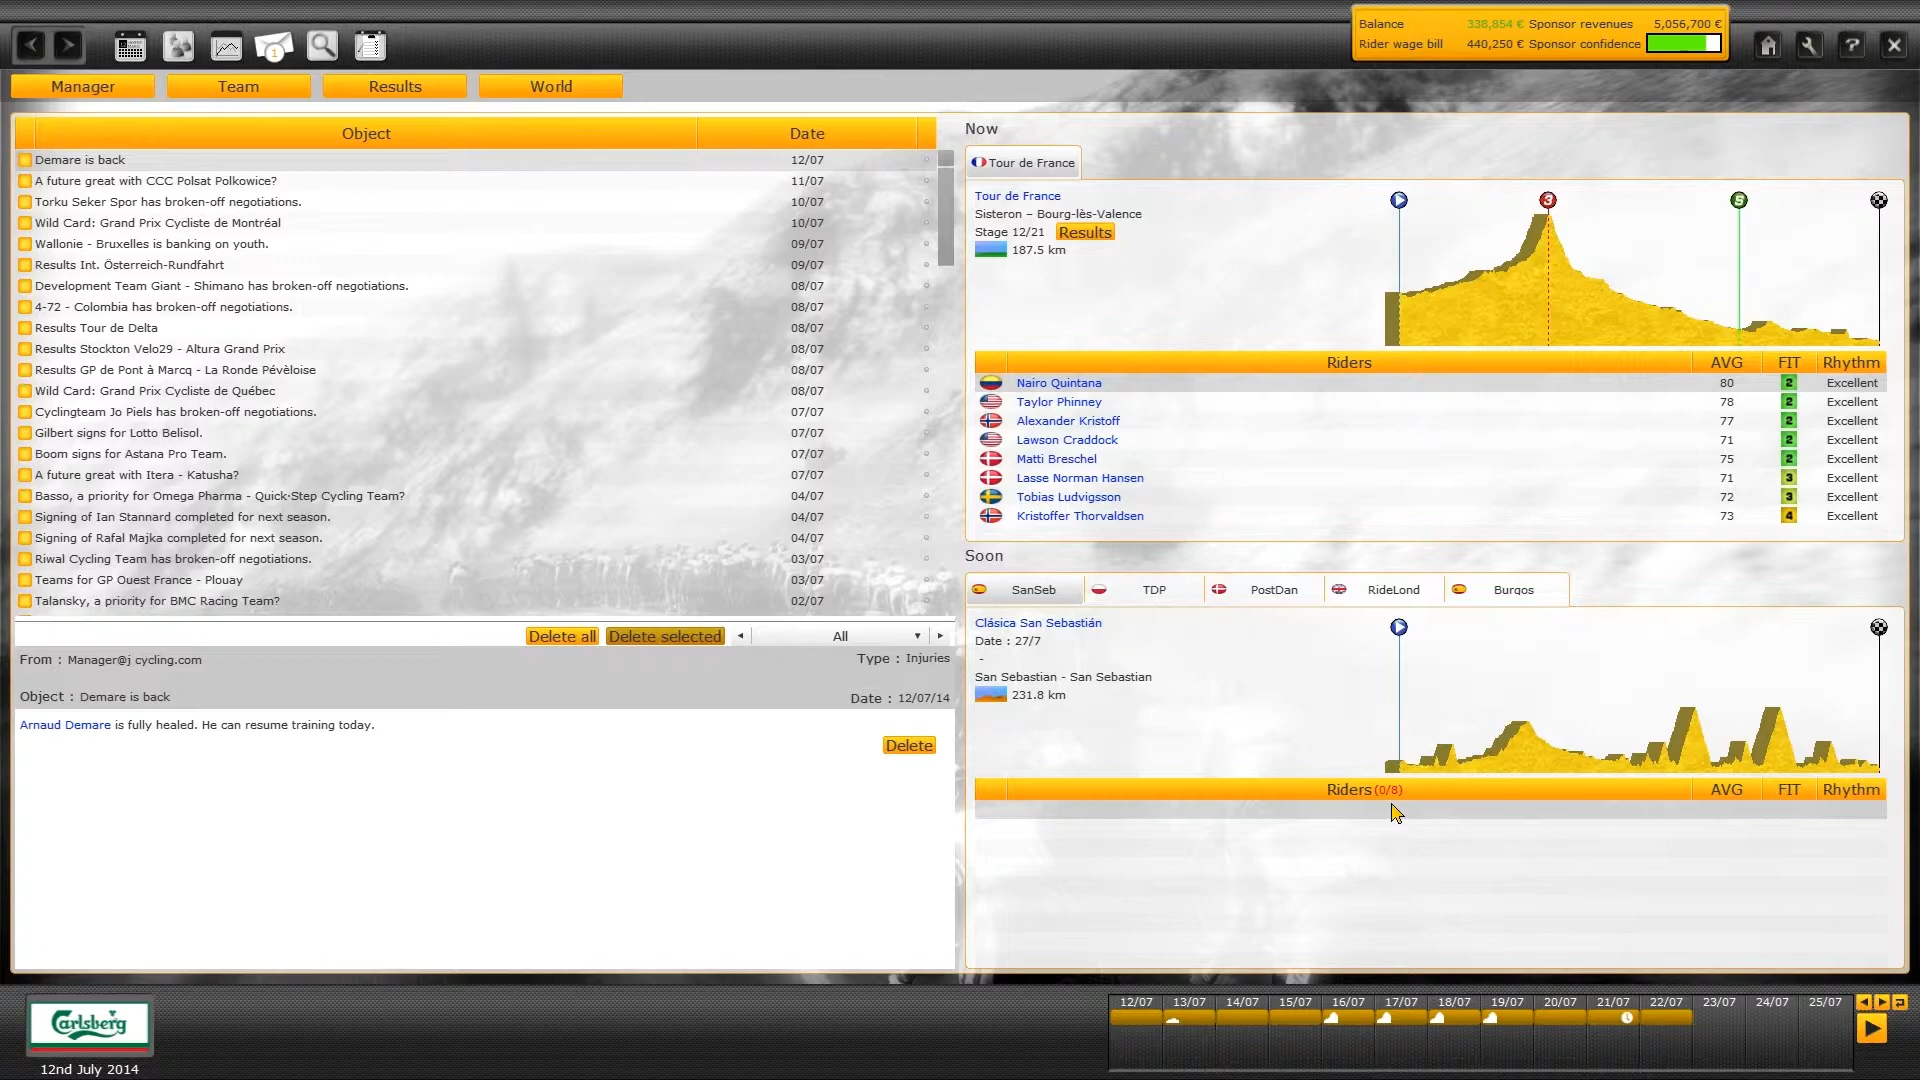 Balance 338,854 € Sponsor revenues 5,056,700 €
Rider wage bill 440,250 € Sponsor confidence
1
Manager Team Results World
Object Date
Demare is back 12/07
A future great with CCC Polsat Polkowice? 11/07
Torku Seker Spor has broken-off negotiations. 10/07
Wild Card: Grand Prix Cycliste de Montréal 10/07
Wallonie - Bruxelles is banking on youth. 09/07
Results Int. Österreich-Rundfahrt 09/07
Development Team Giant - Shimano has broken-off negotiations. 08/07
4-72 - Colombia has broken-off negotiations. 08/07
Results Tour de Delta 08/07
Results Stockton Velo29 - Altura Grand Prix 08/07
Results GP de Pont à Marcq - La Ronde Pévèloise 08/07
Wild Card: Grand Prix Cycliste de Québec 08/07
Cyclingteam Jo Piels has broken-off negotiations. 07/07
Gilbert signs for Lotto Belisol. 07/07
Boom signs for Astana Pro Team. 07/07
A future great with Itera - Katusha? 07/07
Basso, a priority for Omega Pharma - Quick·Step Cycling Team? 04/07
Signing of Ian Stannard completed for next season. 04/07
Signing of Rafal Majka completed for next season. 04/07
Riwal Cycling Team has broken-off negotiations. 03/07
Teams for GP Ouest France - Plouay 03/07
Talansky, a priority for BMC Racing Team? 02/07
Delete all Delete selected All
From : Manager@j cycling.com Type : Injuries
Object : Demare is back Date : 12/07/14
Arnaud Demare is fully healed. He can resume training today.
Delete
Now
Tour de France
Tour de France
Sisteron – Bourg-lès-Valence
Stage 12/21 Results
187.5 km
3 S
Riders AVG FIT Rhythm
Nairo Quintana 80 2 Excellent
Taylor Phinney 78 2 Excellent
Alexander Kristoff 77 2 Excellent
Lawson Craddock 71 2 Excellent
Matti Breschel 75 2 Excellent
Lasse Norman Hansen 71 3 Excellent
Tobias Ludvigsson 72 3 Excellent
Kristoffer Thorvaldsen 73 4 Excellent
Soon
SanSeb TDP PostDan RideLond Burgos
Clásica San Sebastián
Date : 27/7
-
San Sebastian - San Sebastian
231.8 km
Riders (0/8) AVG FIT Rhythm
Carlsberg
12nd July 2014
12/07 13/07 14/07 15/07 16/07 17/07 18/07 19/07 20/07 21/07 22/07 23/07 24/07 25/07